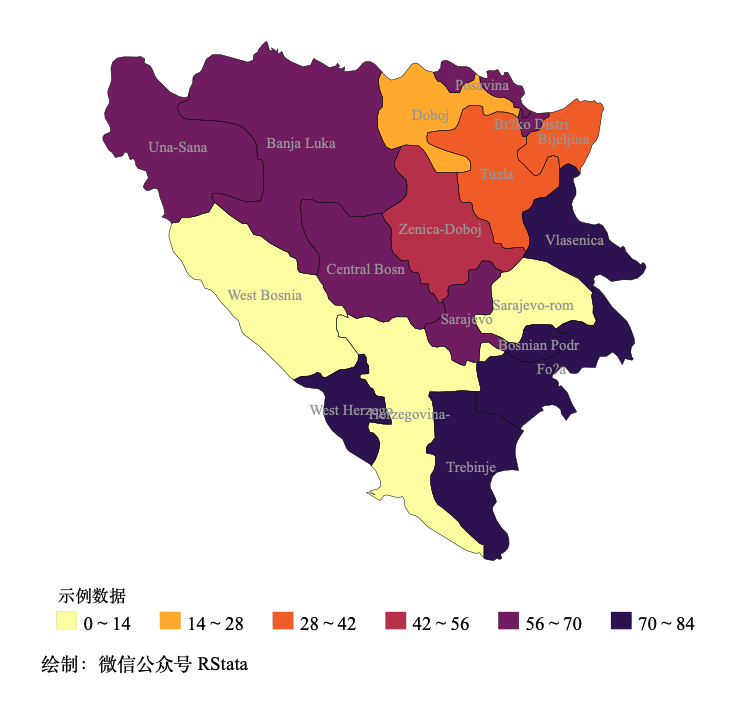 Posavina
Doboj
Br?ko Distri
Bijeljina
Una-Sana
Banja Luka
Tuzla
Zenica-Doboj
Vlasenica
Central Bosn
West Bosnia
Sarajevo-rom
Sarajevo
Bosnian Podr
Fo?a
West Herzego
Herzegovina-
Trebinje
示例数据
0 ~ 14 14 ~ 28 28 ~ 42 42 ~ 56 56 ~ 70 70 ~ 84
绘制：微信公众号 RStata